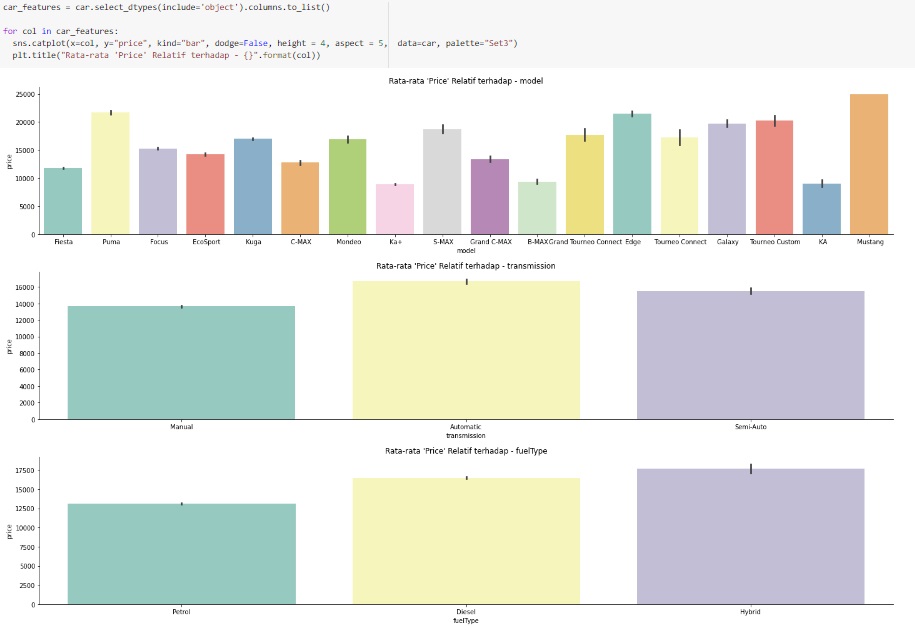 car_features = car.select_dtypes(include='object').columns.to_list()
for col in car_features:
sns.catplot(x=col, y="price", kind="bar", dodge=False, height = 4, aspect = 5, data=car, palette="Set3")
plt.title("Rata-rata 'Price' Relatif terhadap - {}".format(col))
Rata-rata 'Price' Relatif terhadap - model
25000
20000
15000
10000
5000
0
price
Fiesta Puma Focus EcoSport Kuga C-MAX Mondeo Ka+ S-MAX Grand C-MAX B-MAX Grand Tourneo Connect Edge Tourneo Connect Galaxy Tourneo Custom KA Mustang
model
Rata-rata 'Price' Relatif terhadap - transmission
16000
14000
12000
10000
8000
6000
4000
2000
0
price
Manual Automatic Semi-Auto
transmission
Rata-rata 'Price' Relatif terhadap - fuelType
17500
15000
12500
10000
7500
5000
2500
0
price
Petrol Diesel Hybrid
fuelType